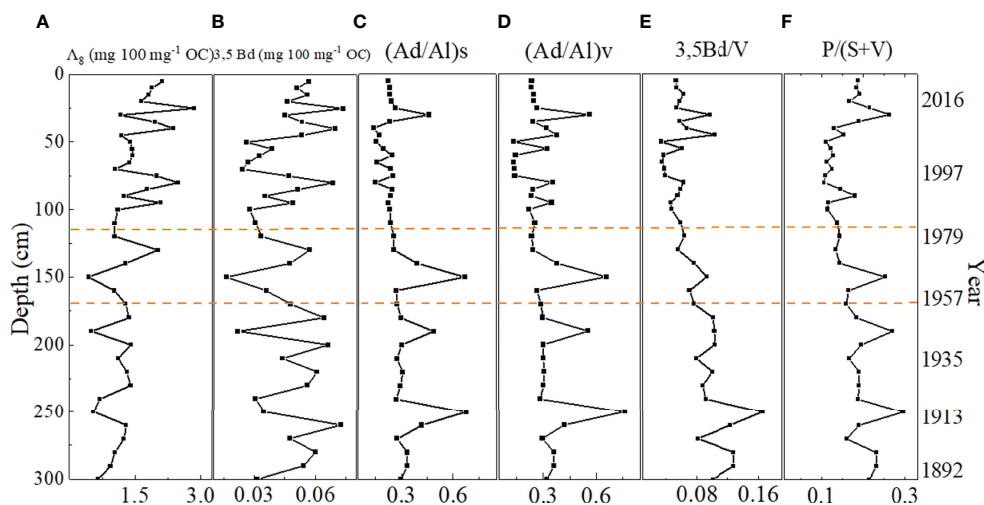 A B C D E F
Λ8 (mg 100 mg-1 OC) 3,5 Bd (mg 100 mg-1 OC) (Ad/Al)s (Ad/Al)v 3,5Bd/V P/(S+V)
0
50
100
150
200
250
300
Depth (cm)
2016
1997
1979
1957
1935
1913
1892
Year
1.5 3.0 0.03 0.06 0.3 0.6 0.3 0.6 0.08 0.16 0.1 0.3